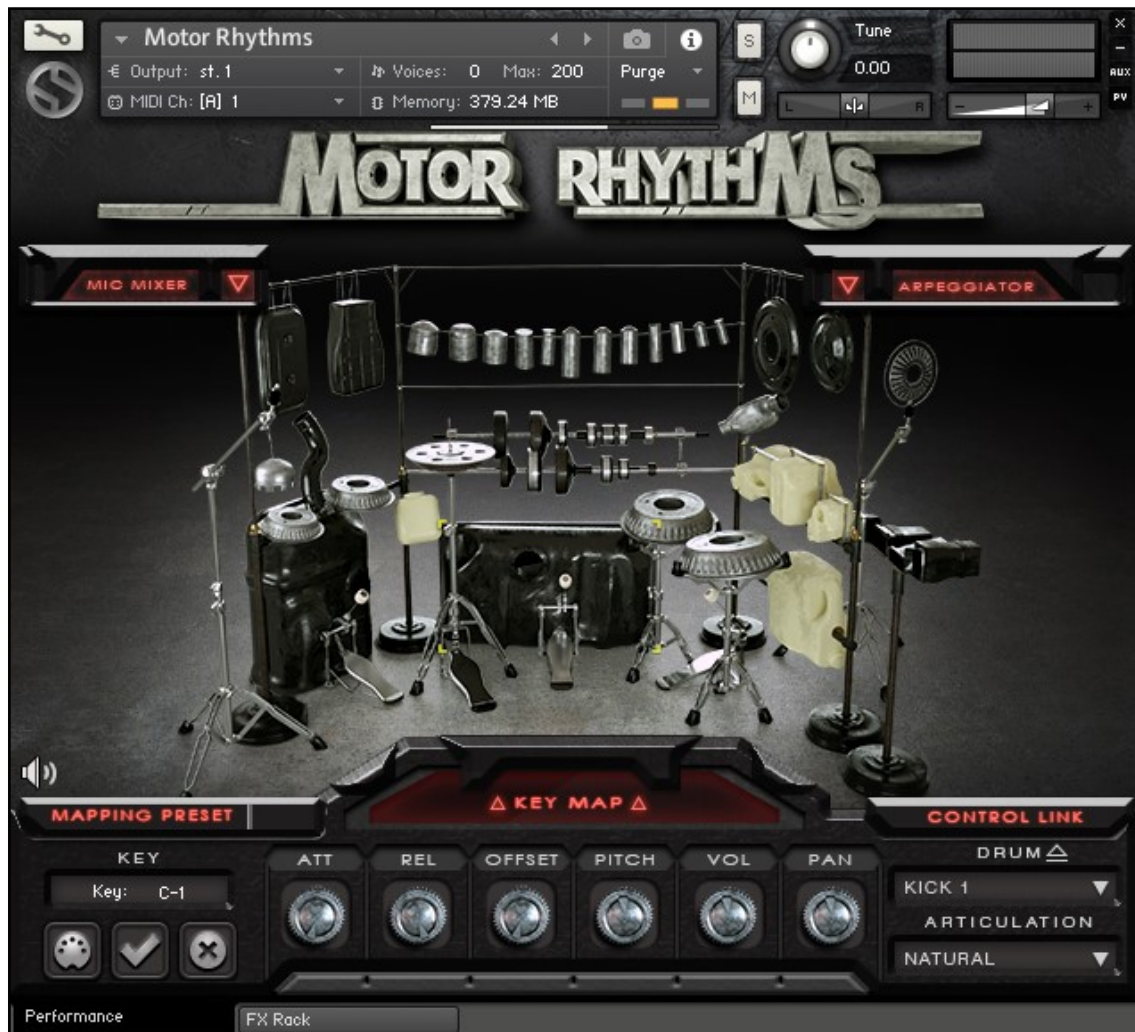 Motor Rhythms
Output: st.1
Voices: 0 Max: 200
Purge
MIDI Ch: [A] 1
Memory: 379.24 MB
S
M
Tune
0.00
L
R
AUX
PV
MOTOR RHYTHMS
MIC MIXER
ARPEGGIATOR
KEY MAP
MAPPING PRESET
CONTROL LINK
KEY
Key: C-1
ATT
REL
OFFSET
PITCH
VOL
PAN
DRUM
KICK 1
ARTICULATION
NATURAL
Performance
FX Rack